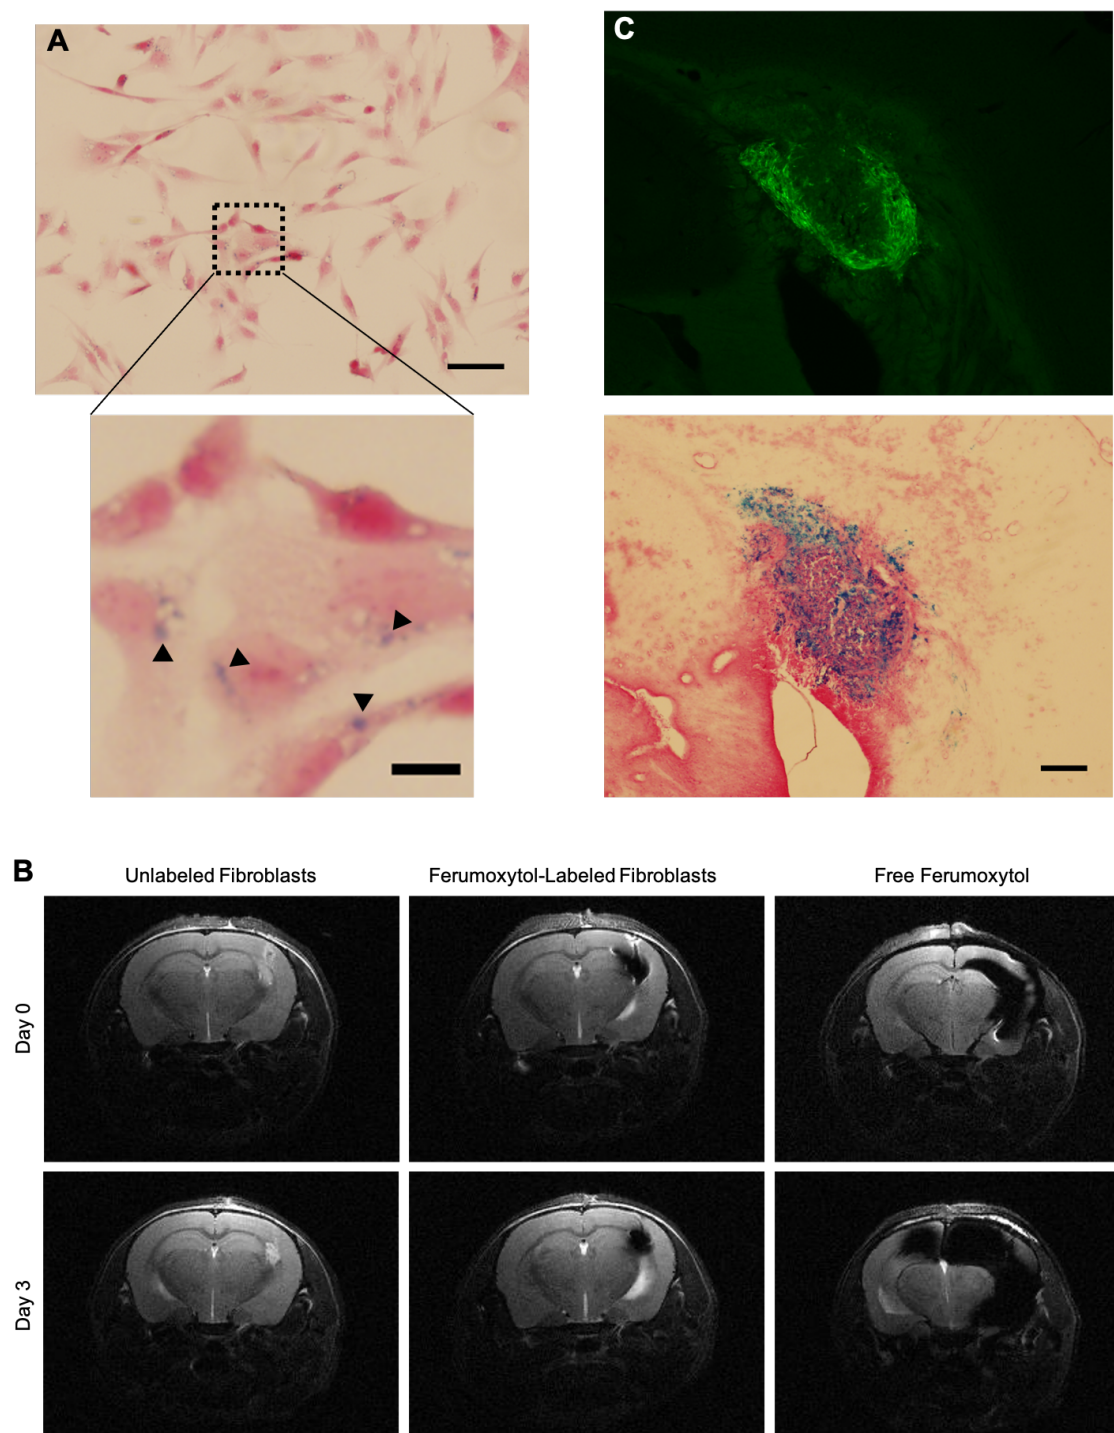 A
C
B
Unlabeled Fibroblasts
Ferumoxytol-Labeled Fibroblasts
Free Ferumoxytol
Day 0
Day 3